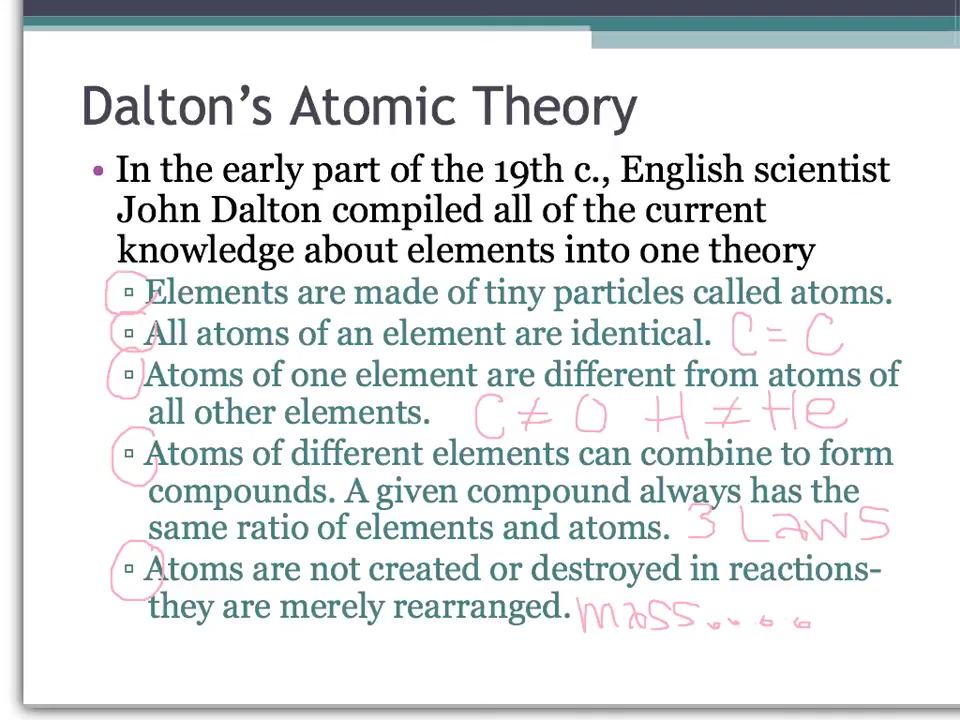 Dalton's Atomic Theory
• In the early part of the 19th c., English scientist
John Dalton compiled all of the current
knowledge about elements into one theory
▫ Elements are made of tiny particles called atoms.
▫ All atoms of an element are identical. C = C
▫ Atoms of one element are different from atoms of
all other elements. C ≠ O H ≠ He
▫ Atoms of different elements can combine to form
compounds. A given compound always has the
same ratio of elements and atoms. 3 Laws
▫ Atoms are not created or destroyed in reactions-
they are merely rearranged. mass....